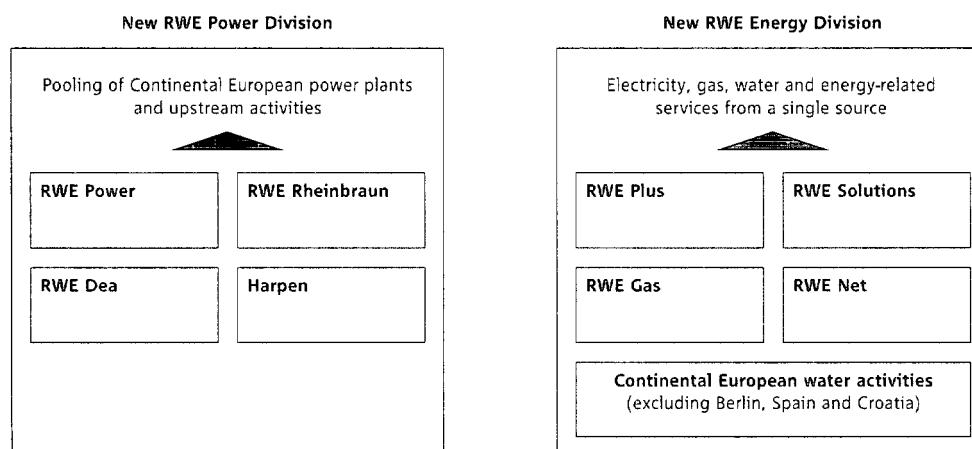 New RWE Power Division
Pooling of Continental European power plants
and upstream activities
RWE Power
RWE Rheinbraun
RWE Dea
Harpen
New RWE Energy Division
Electricity, gas, water and energy-related
services from a single source
RWE Plus
RWE Solutions
RWE Gas
RWE Net
Continental European water activities
(excluding Berlin, Spain and Croatia)